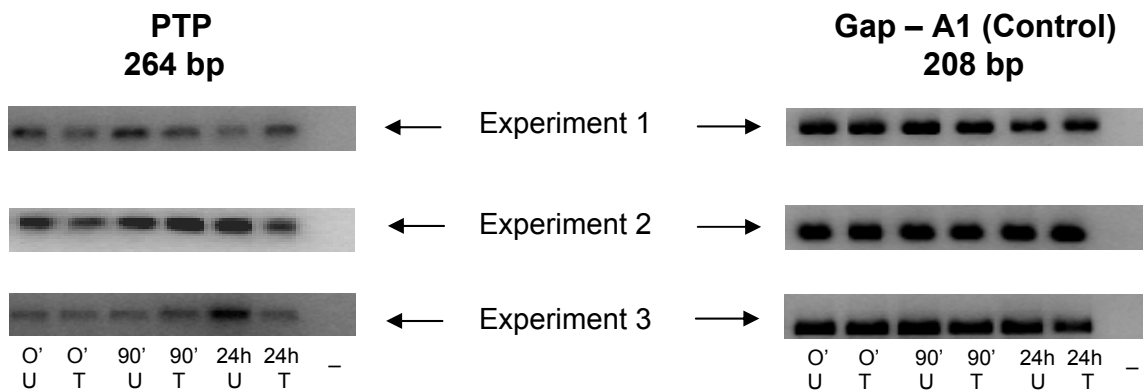 PTP
264 bp
Gap – A1 (Control)
208 bp
Experiment 1
Experiment 2
Experiment 3
O' O' 90' 90' 24h 24h _
U T U T U T
O' O' 90' 90' 24h 24h _
U T U T U T